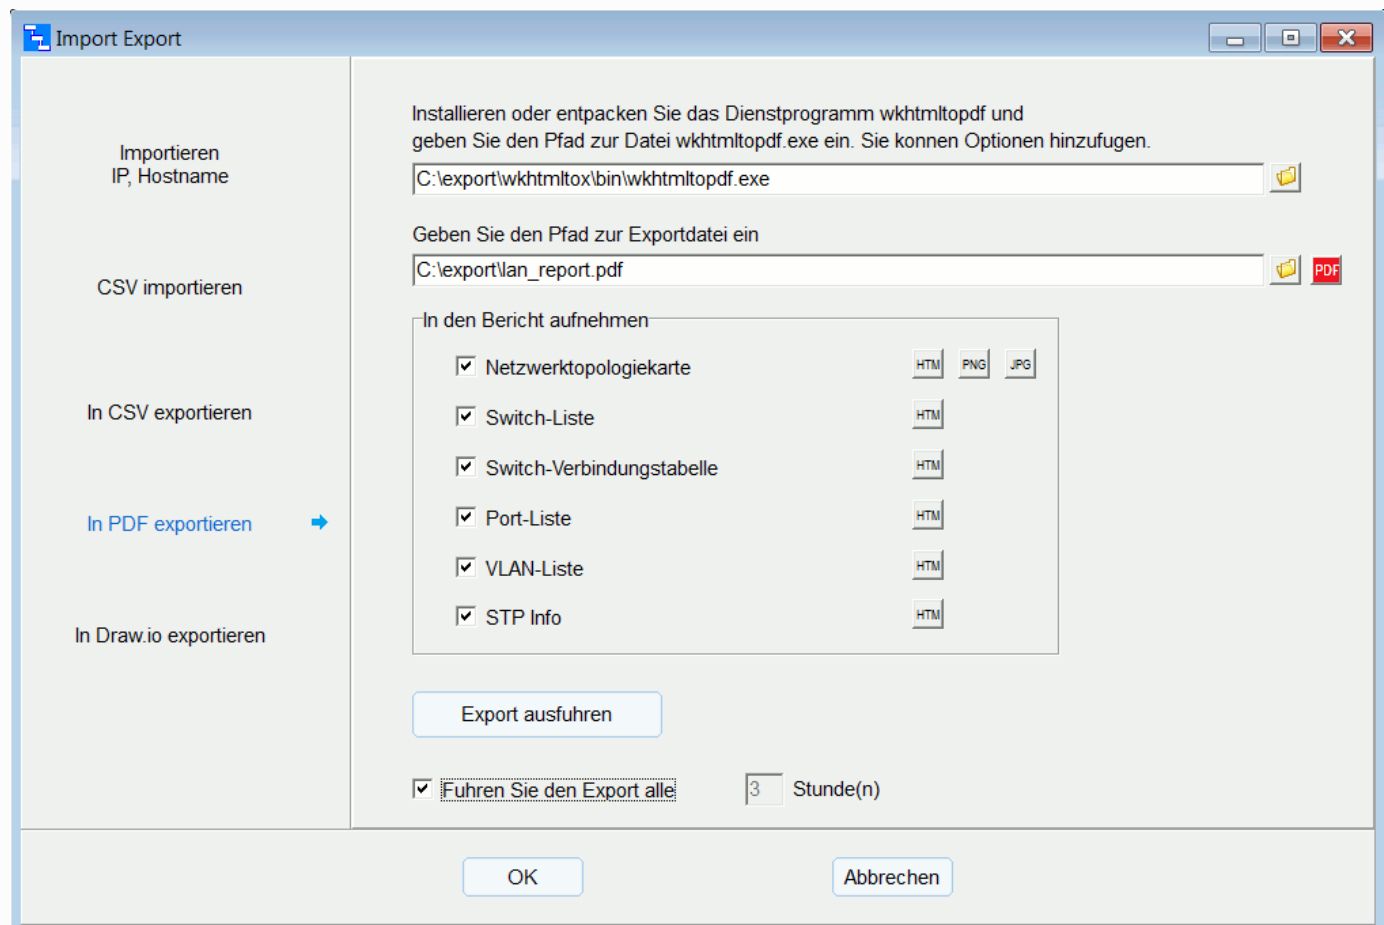 Import Export
Importieren
IP, Hostname
CSV importieren
In CSV exportieren
In PDF exportieren
In Draw.io exportieren
Installieren oder entpacken Sie das Dienstprogramm wkhtmltopdf und
geben Sie den Pfad zur Datei wkhtmltopdf.exe ein. Sie konnen Optionen hinzufugen.
C:\export\wkhtmltox\bin\wkhtmltopdf.exe
Geben Sie den Pfad zur Exportdatei ein
C:\export\lan_report.pdf
PDF
In den Bericht aufnehmen
Netzwerktopologiekarte HTM PNG JPG
Switch-Liste HTM
Switch-Verbindungstabelle HTM
Port-Liste HTM
VLAN-Liste HTM
STP Info HTM
Export ausfuhren
Fuhren Sie den Export alle 3 Stunde(n)
OK Abbrechen